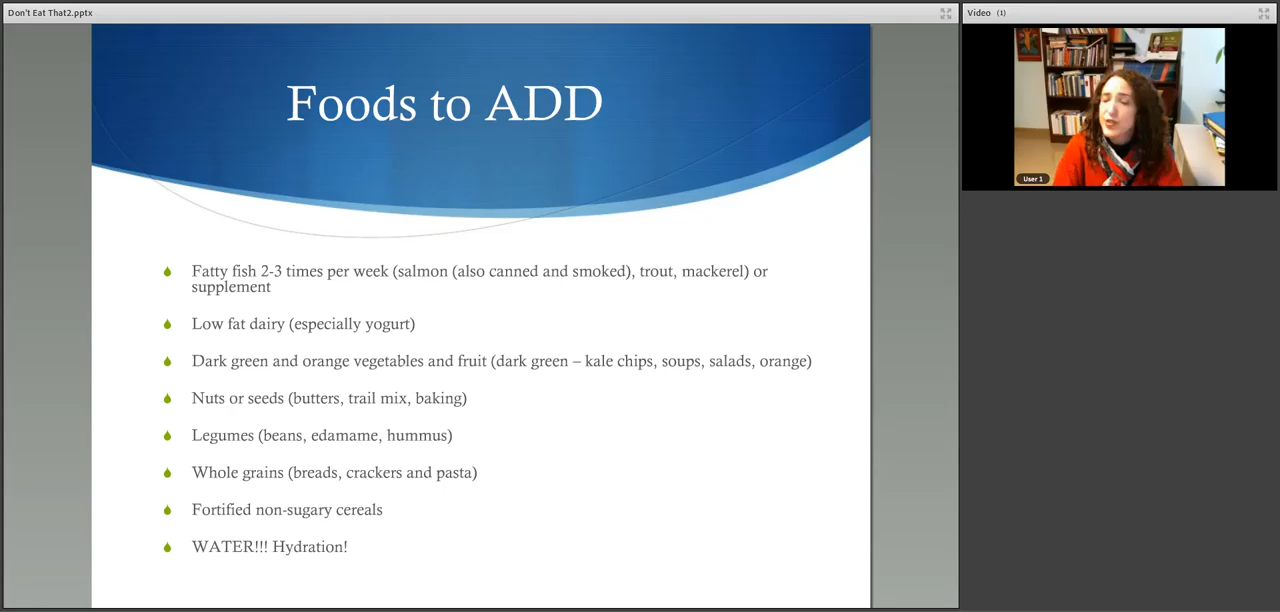 Don't Eat That2.pptx
Video (1)
Foods to ADD
Fatty fish 2-3 times per week (salmon (also canned and smoked), trout, mackerel) or
supplement
Low fat dairy (especially yogurt)
Dark green and orange vegetables and fruit (dark green – kale chips, soups, salads, orange)
Nuts or seeds (butters, trail mix, baking)
Legumes (beans, edamame, hummus)
Whole grains (breads, crackers and pasta)
Fortified non-sugary cereals
WATER!!! Hydration!
User 1